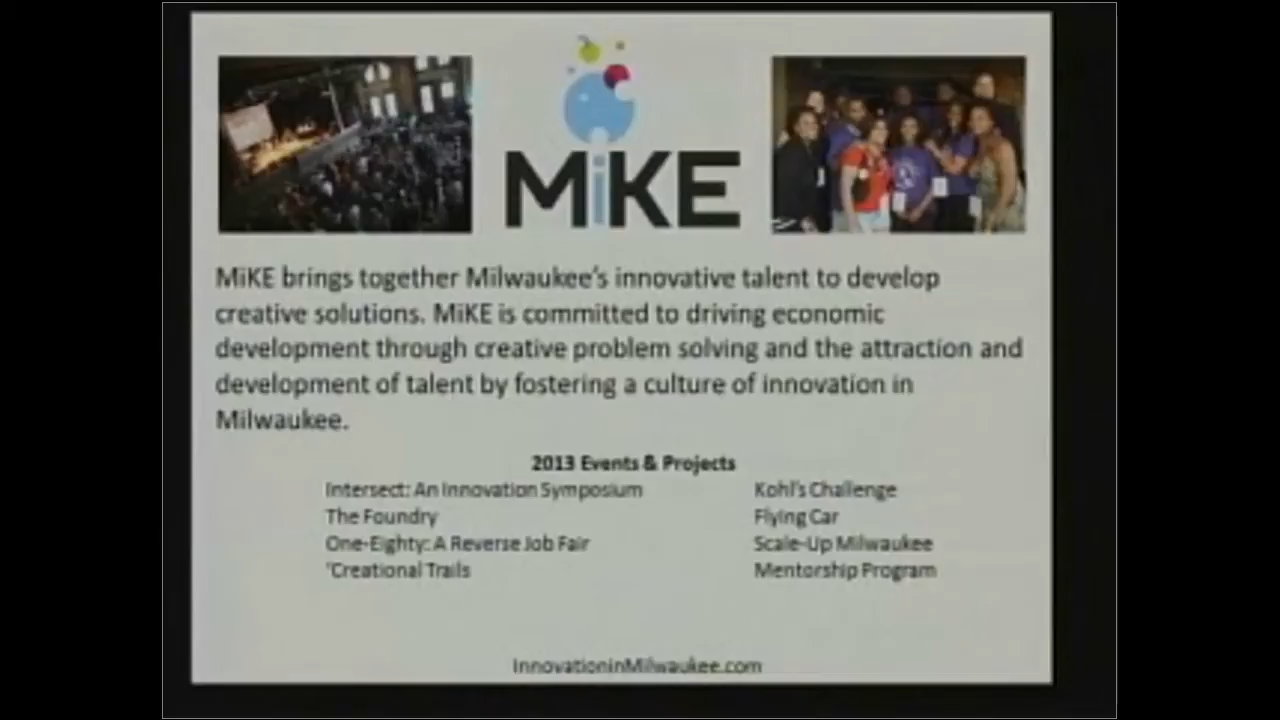 MiKE
MiKE brings together Milwaukee's innovative talent to develop
creative solutions. MiKE is committed to driving economic
development through creative problem solving and the attraction and
development of talent by fostering a culture of innovation in
Milwaukee.
2013 Events & Projects
Intersect: An Innovation Symposium
The Foundry
One-Eighty: A Reverse Job Fair
'Creational Trails
Kohl's Challenge
Flying Car
Scale-Up Milwaukee
Mentorship Program
InnovationinMilwaukee.com